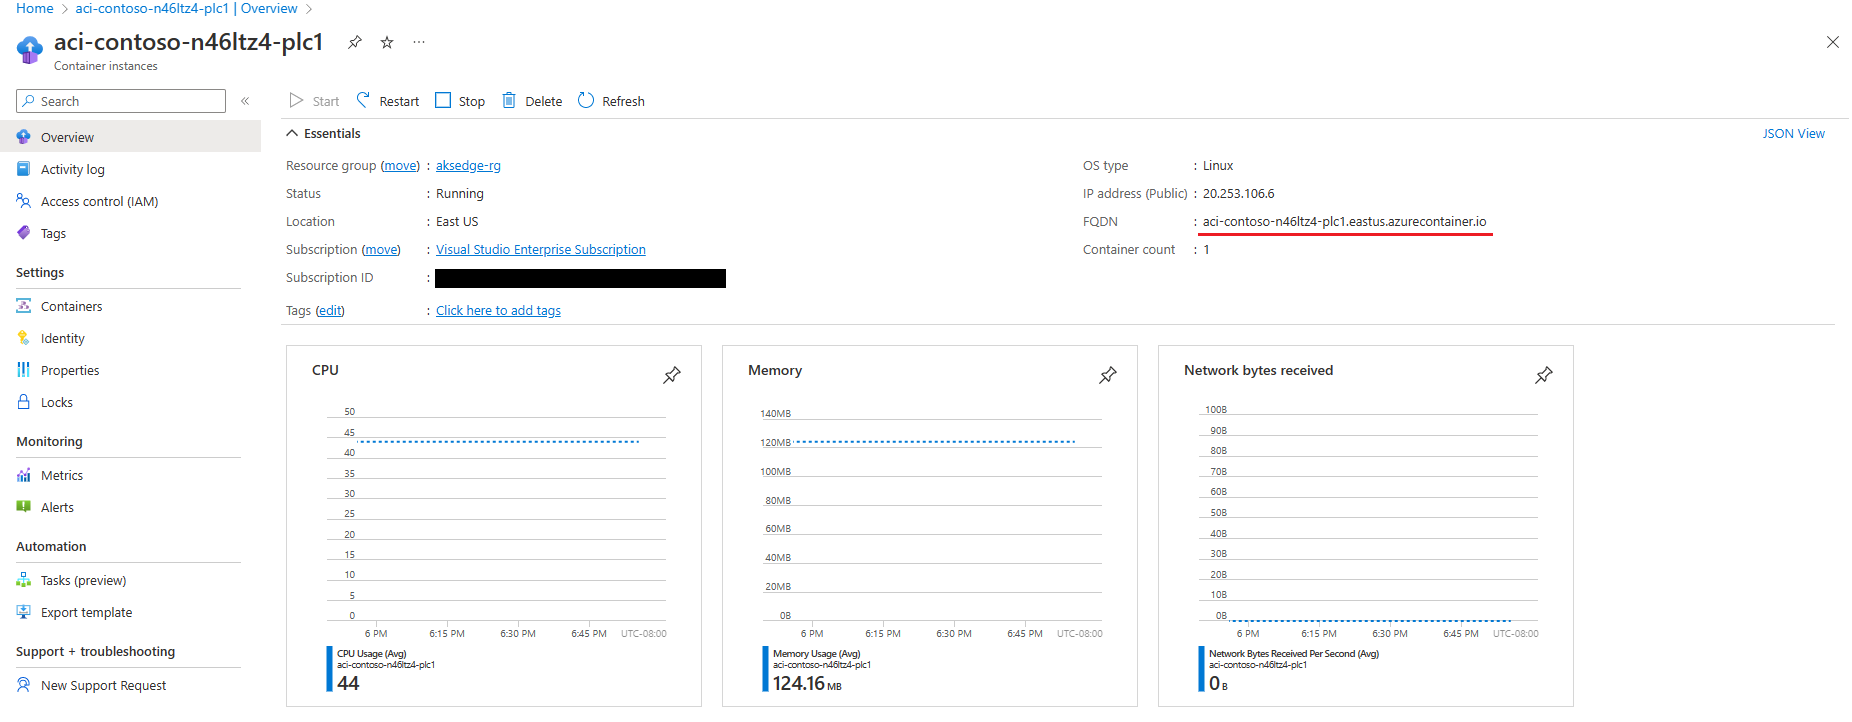 Home > aci-contoso-n46ltz4-plc1 | Overview >
aci-contoso-n46ltz4-plc1
Container instances
Search
Overview
Activity log
Access control (IAM)
Tags
Settings
Containers
Identity
Properties
Locks
Monitoring
Metrics
Alerts
Automation
Tasks (preview)
Export template
Support + troubleshooting
New Support Request
Start Restart Stop Delete Refresh
Essentials JSON View
Resource group (move) : aksedge-rg
Status : Running
Location : East US
Subscription (move) : Visual Studio Enterprise Subscription
Subscription ID :
Tags (edit) : Click here to add tags
OS type : Linux
IP address (Public) : 20.253.106.6
FQDN : aci-contoso-n46ltz4-plc1.eastus.azurecontainer.io
Container count : 1
CPU
50
45
40
35
30
25
20
15
10
5
0
6 PM 6:15 PM 6:30 PM 6:45 PM UTC-08:00
CPU Usage (Avg)
aci-contoso-n46ltz4-plc1
44
Memory
140MB
120MB
100MB
80MB
60MB
40MB
20MB
0B
6 PM 6:15 PM 6:30 PM 6:45 PM UTC-08:00
Memory Usage (Avg)
aci-contoso-n46ltz4-plc1
124.16 MB
Network bytes received
100B
90B
80B
70B
60B
50B
40B
30B
20B
10B
0B
6 PM 6:15 PM 6:30 PM 6:45 PM UTC-08:00
Network Bytes Received Per Second (Avg)
aci-contoso-n46ltz4-plc1
0 B